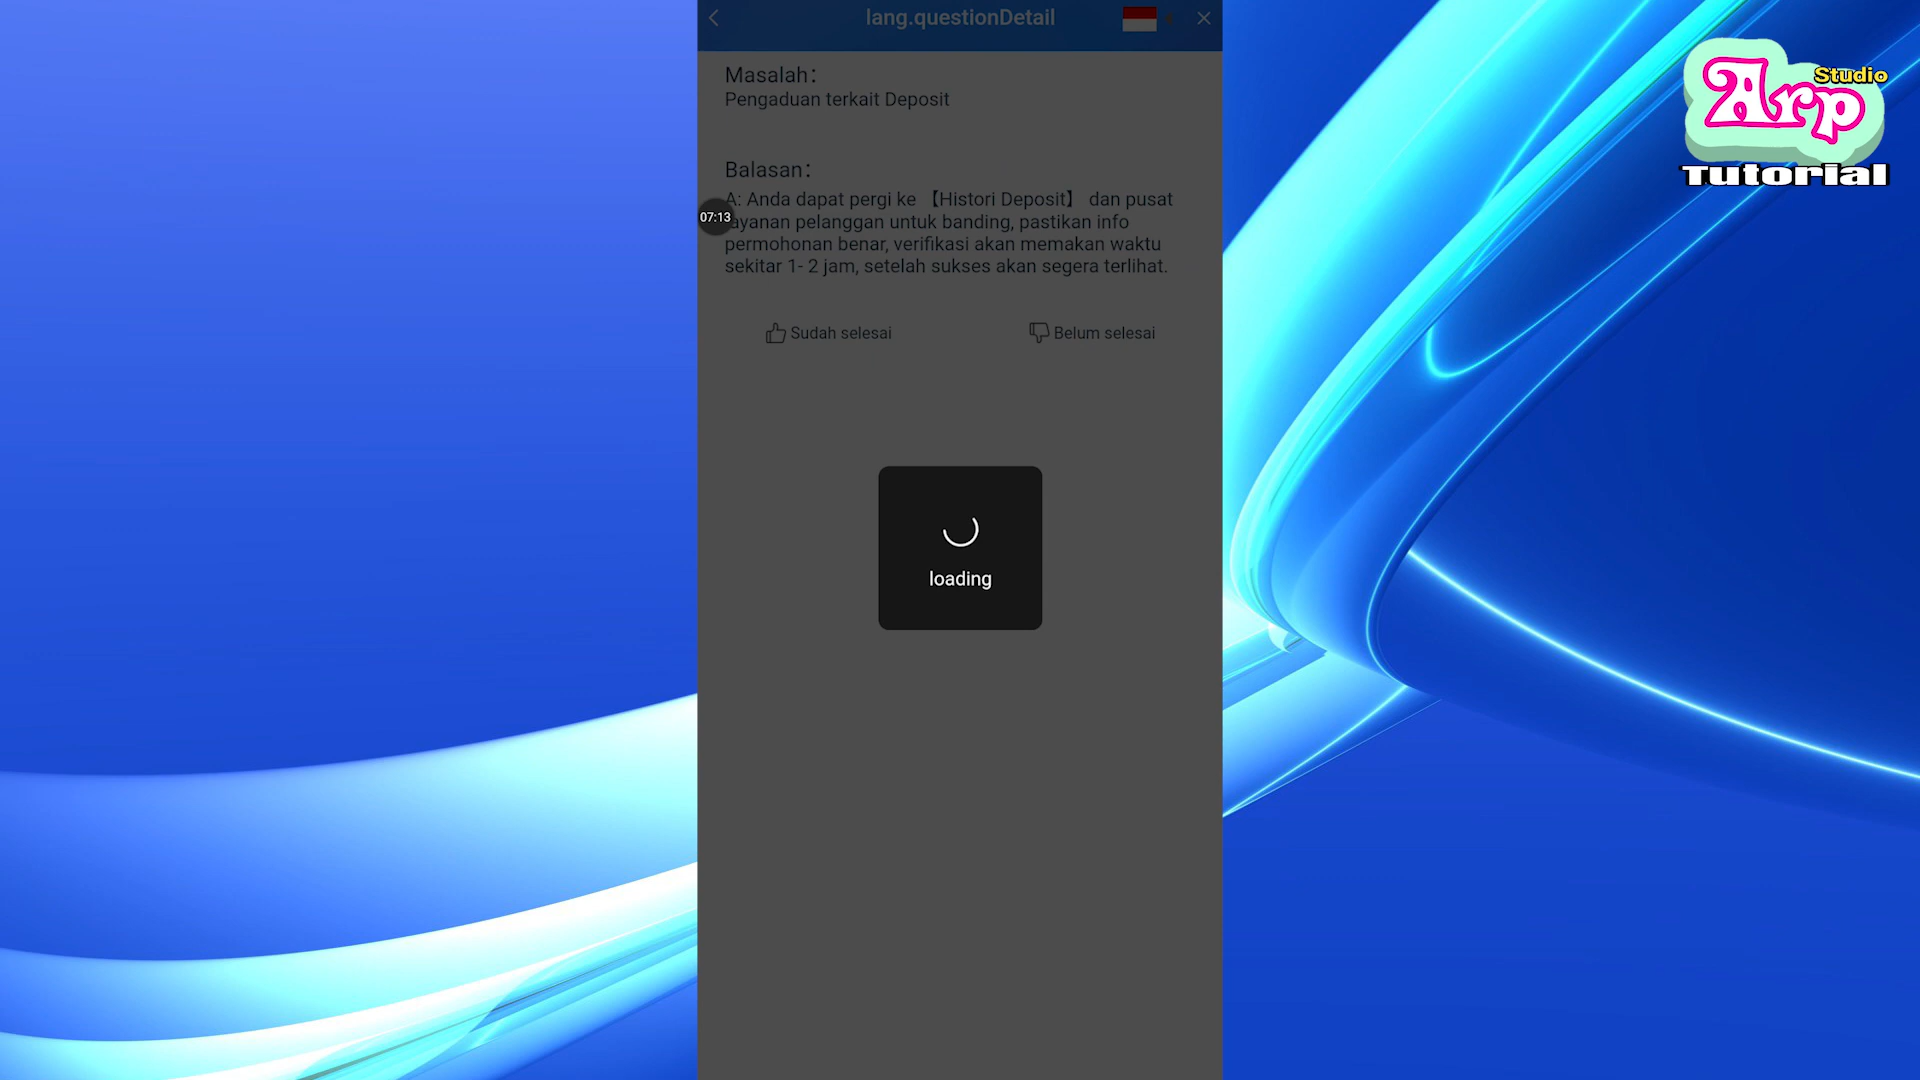 lang.questionDetail
Masalah：
Pengaduan terkait Deposit
Balasan：
A: Anda dapat pergi ke 【Histori Deposit】 dan pusat
layanan pelanggan untuk banding, pastikan info
permohonan benar, verifikasi akan memakan waktu
sekitar 1- 2 jam, setelah sukses akan segera terlihat.
07:13
Sudah selesai
Belum selesai
loading
Arp Studio
Tutorial